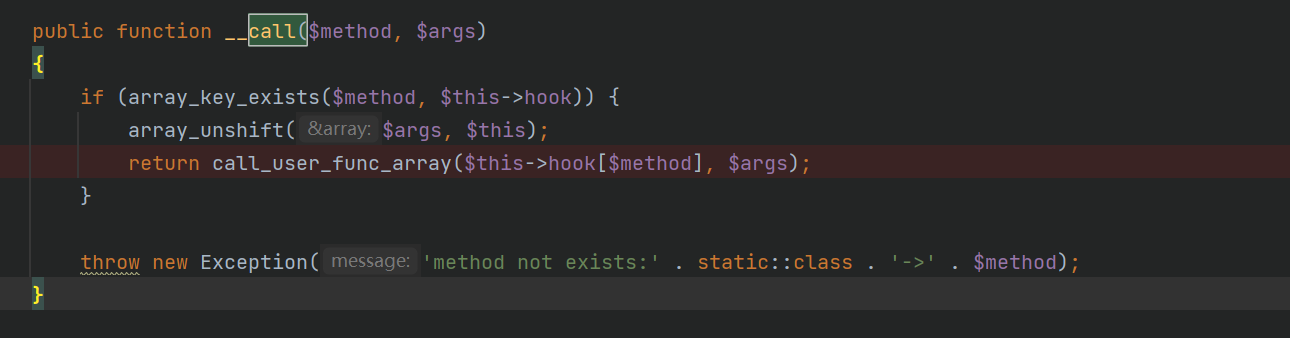 public function __call($method, $args)
{
if (array_key_exists($method, $this->hook)) {
array_unshift( &array: $args, $this);
return call_user_func_array($this->hook[$method], $args);
}
throw new Exception( message: 'method not exists:' . static::class . '->' . $method);
}